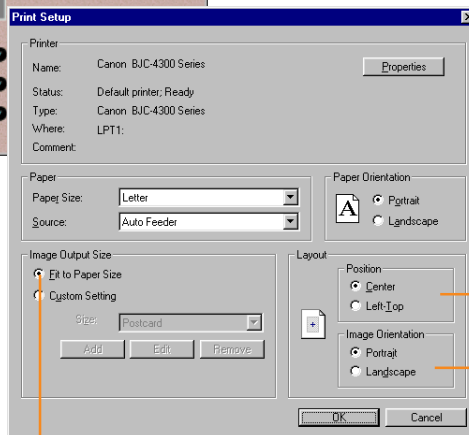 Print Setup
Printer
Name: Canon BJC-4300 Series
Properties
Status: Default printer; Ready
Type: Canon BJC-4300 Series
Where: LPT1:
Comment:
Paper
Paper Size: Letter
Source: Auto Feeder
Paper Orientation
A
Portrait
Landscape
Image Output Size
Fit to Paper Size
Custom Setting
Size: Postcard
Add Edit Remove
Layout
Position
Center
Left-Top
Image Orientation
Portrait
Landscape
OK Cancel